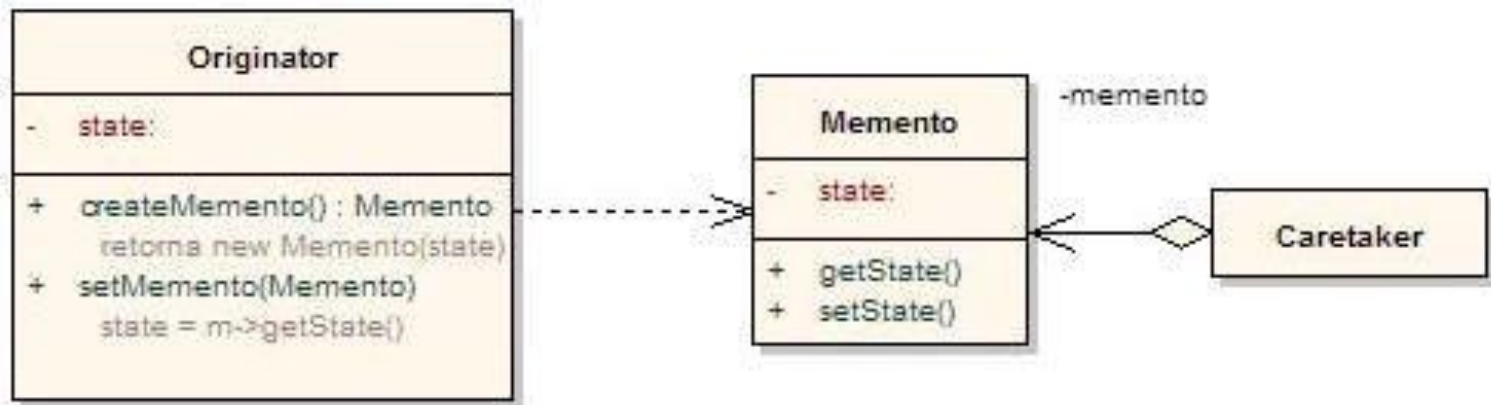 Originator
- state:
+ createMemento() : Memento
retorna new Memento(state)
+ setMemento(Memento)
state = m->getState()
Memento
- state:
+ getState()
+ setState()
-memento
Caretaker